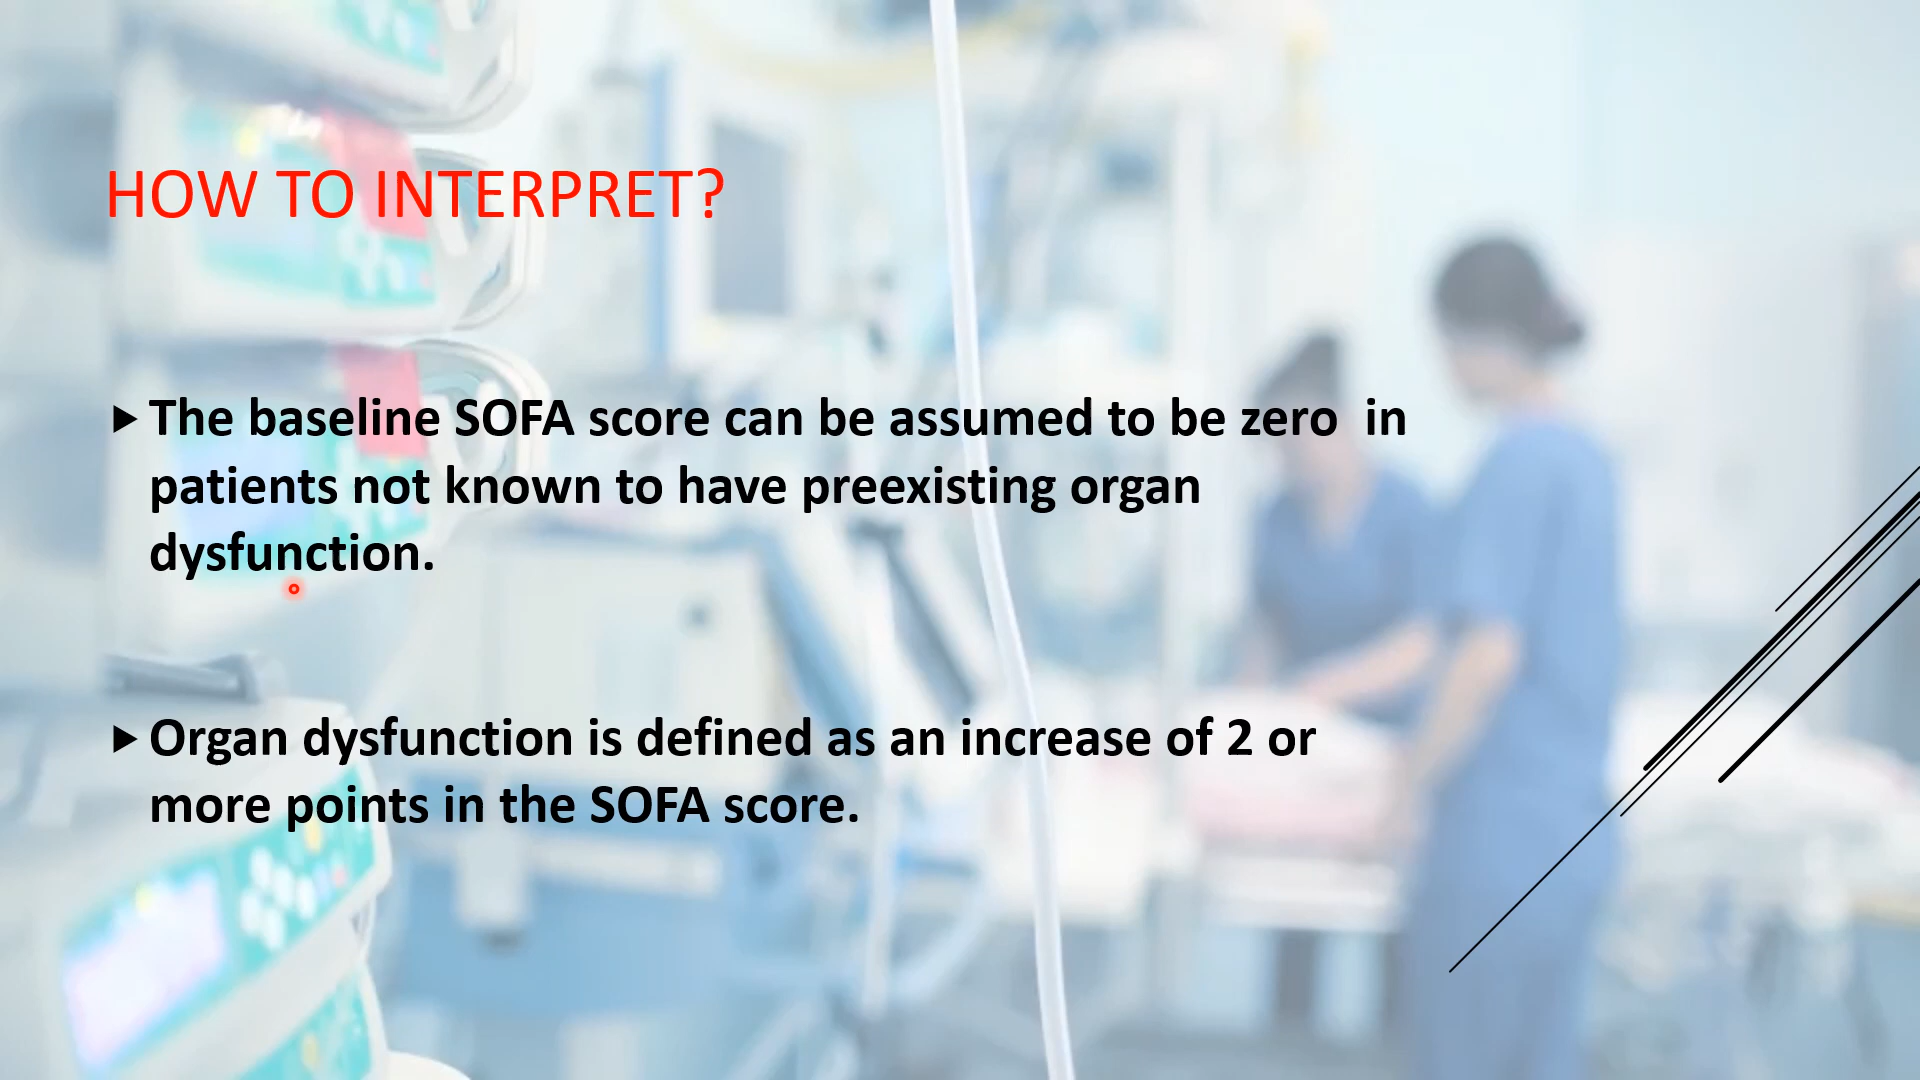 HOW TO INTERPRET?
The baseline SOFA score can be assumed to be zero  in
patients not known to have preexisting organ
dysfunction.
Organ dysfunction is defined as an increase of 2 or
more points in the SOFA score.